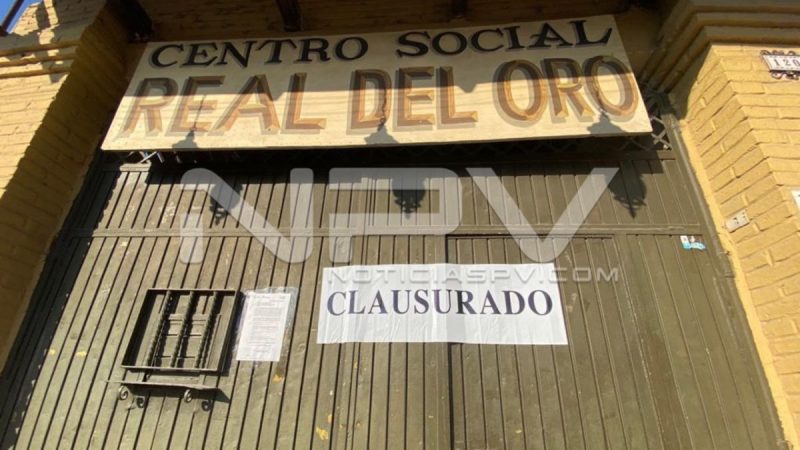 CENTRO SOCIAL
REAL DEL ORO
NPV
NOTICIASPV.COM
CLAUSURADO